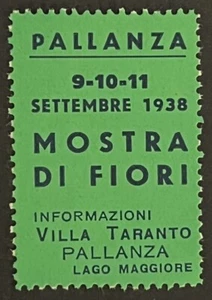 PALLANZA
9-10-11
SETTEMBRE 1938
MOSTRA
DI FIORI
INFORMAZIONI
VILLA TARANTO
PALLANZA
LAGO MAGGIORE